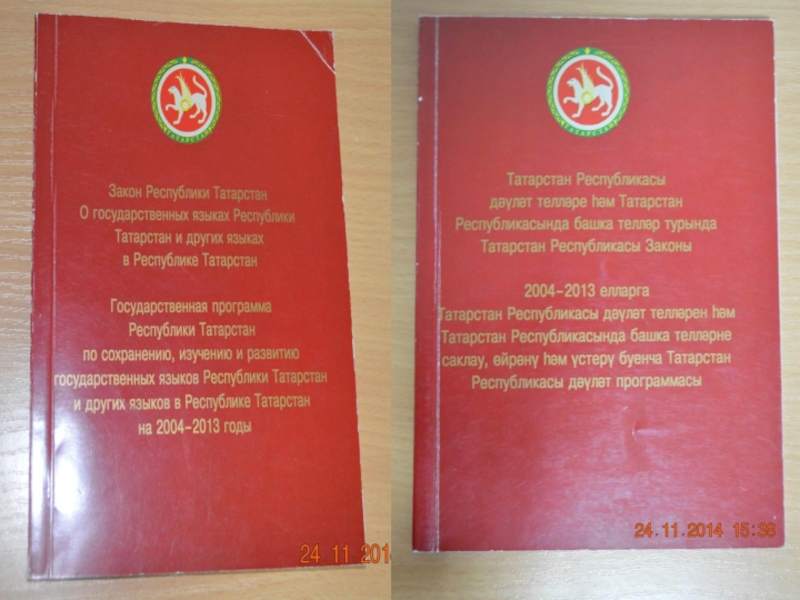 ТАТАРСТАН
Закон Республики Татарстан
О государственных языках Республики
Татарстан и других языках
в Республике Татарстан
Государственная программа
Республики Татарстан
по сохранению, изучению и развитию
государственных языков Республики Татарстан
и других языков в Республике Татарстан
на 2004-2013 годы
24 11 201
ТАТАРСТАН
Татарстан Республикасы
дәүләт телләре һәм Татарстан
Республикасында башка телләр турында
Татарстан Республикасы Законы
2004-2013 елларга
Татарстан Республикасы дәүләт телләрен һәм
Татарстан Республикасында башка телләрне
саклау, өйрәнү һәм үстерү буенча Татарстан
Республикасы дәүләт программасы
24.11.2014 15:38